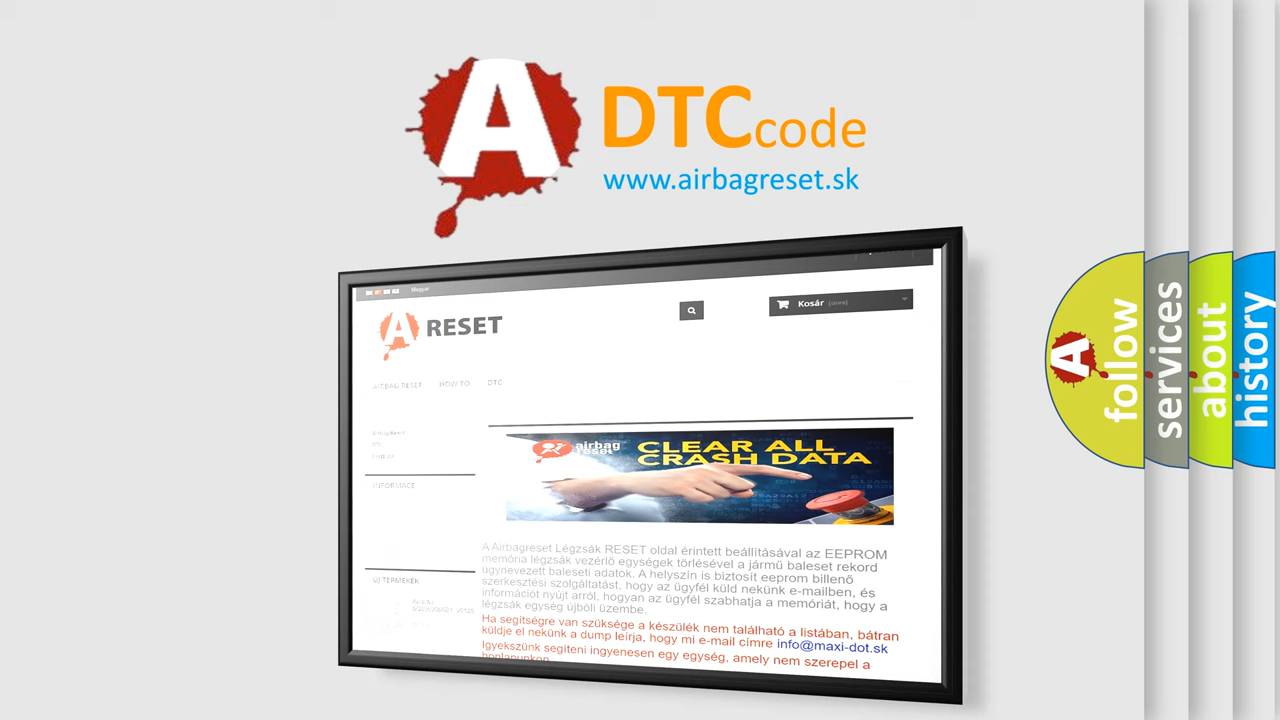 A DTC code
www.airbagreset.sk
Magyar
Kosár (üres)
A RESET
AIRBAG RESET HOW TO DTC
INFORMACE
ÚJ TERMÉKEK
airbag
reset
CLEAR ALL
CRASH DATA
A Airbagreset Légzsák RESET oldal érintett beállításával az EEPROM
memória légzsák vezérlő egységek törlésével a jármű baleset rekord
úgynevezett baleseti adatok. A helyszín is biztosít eeprom billenő
szerkesztési szolgáltatást, hogy az ügyfél küld nekünk e-mailben, és
információt nyújt arról, hogyan az ügyfél szabhatja a memóriát, hogy a
légzsák egység újbóli üzembe.
Ha segítségre van szüksége a készülék nem található a listában, bátran
küldje el nekünk a dump leírja, hogy mi e-mail címre info@maxi-dot.sk
Igyekszünk segíteni ingyenesen egy egység, amely nem szerepel a
honlapunkon
A
follow
services
about
history